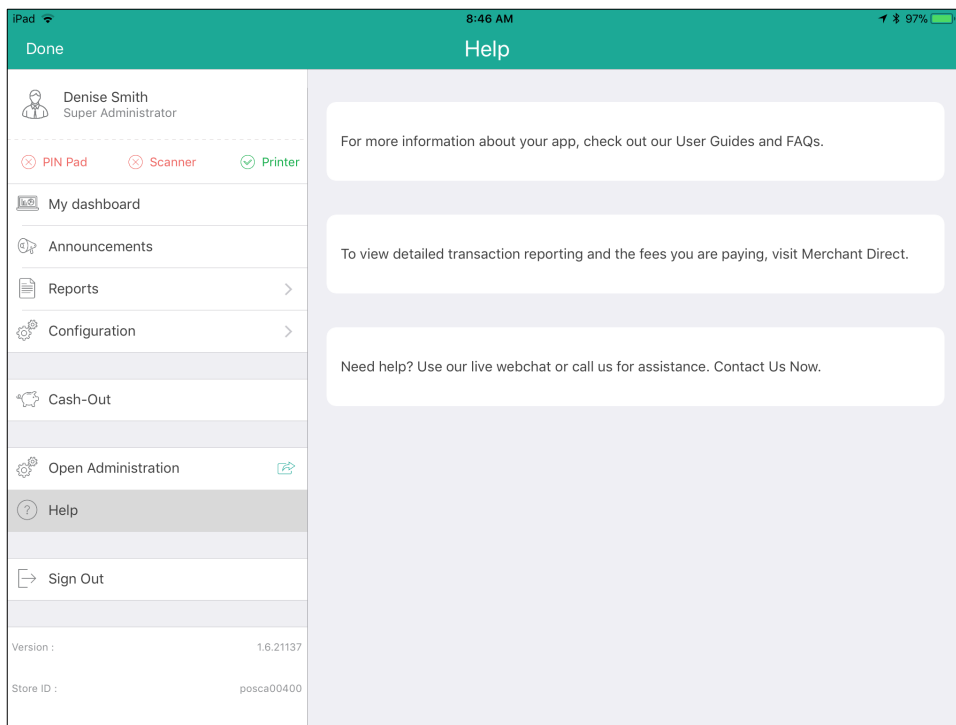 iPad 8:46 AM 97%
Done Help
Denise Smith
Super Administrator
PIN Pad Scanner Printer
My dashboard
Announcements
Reports
Configuration
Cash-Out
Open Administration
Help
Sign Out
Version : 1.6.21137
Store ID : posca00400
For more information about your app, check out our User Guides and FAQs.
To view detailed transaction reporting and the fees you are paying, visit Merchant Direct.
Need help? Use our live webchat or call us for assistance. Contact Us Now.